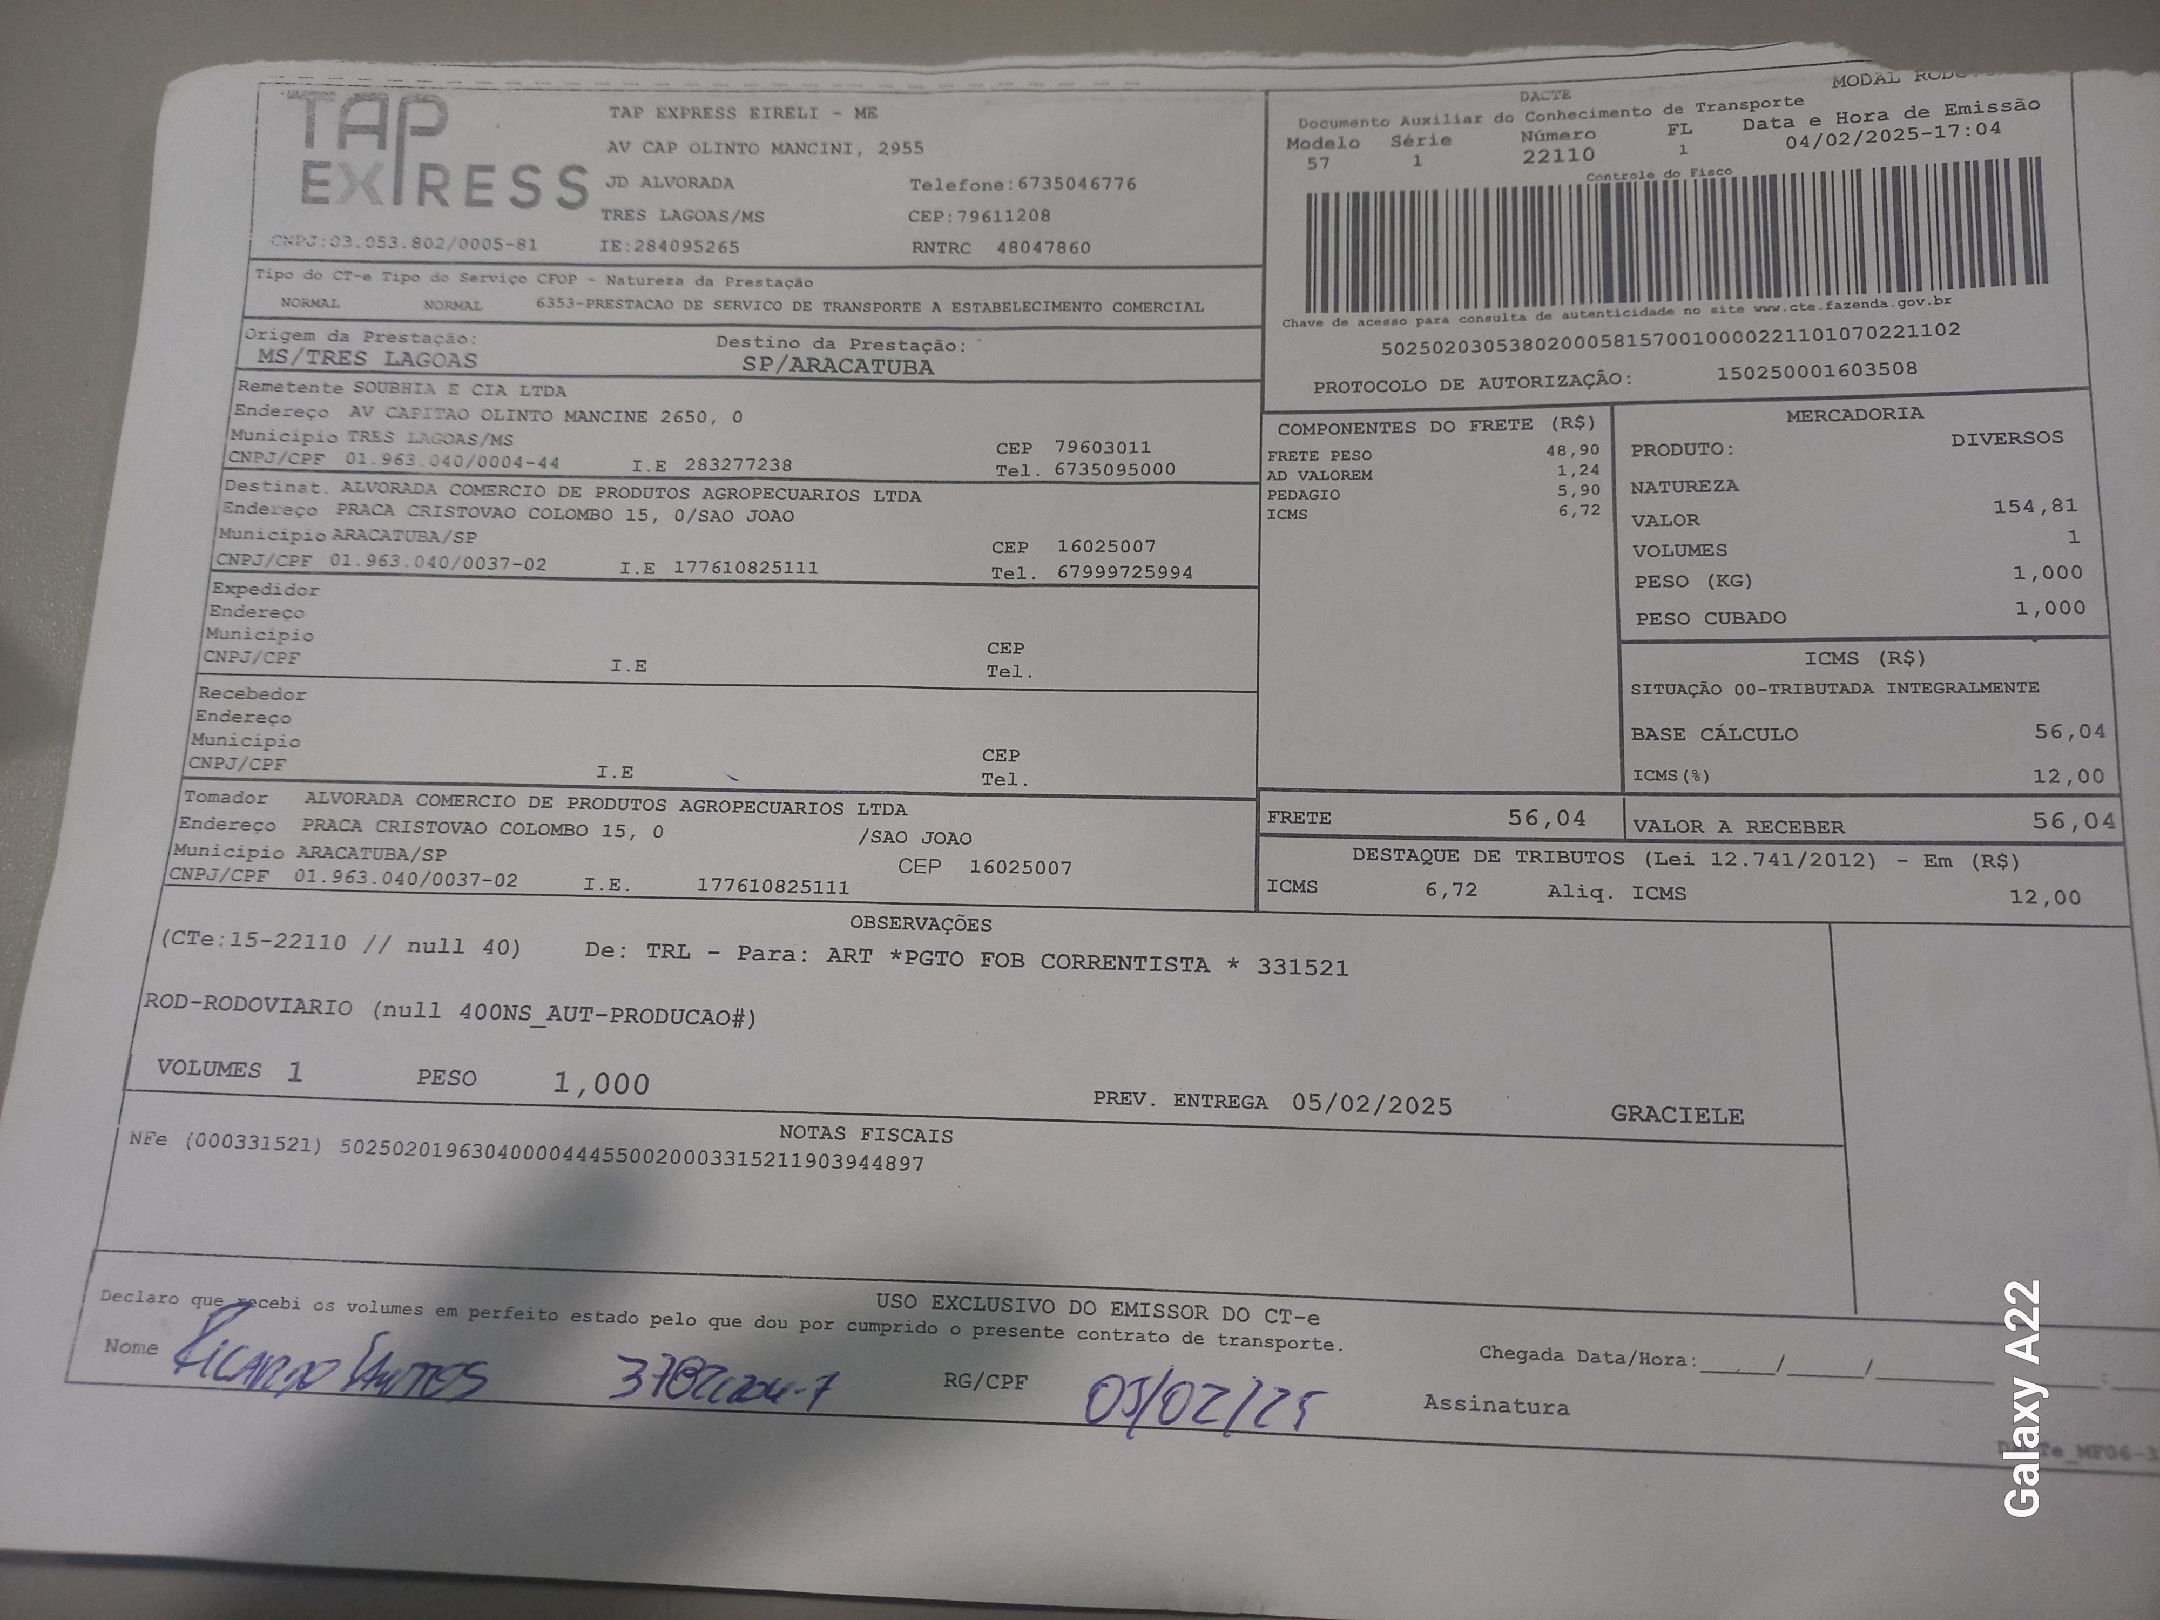 TAP
EXPRESS
TAP EXPRESS EIRELI - ME
AV CAP OLINTO MANCINI, 2955
JD ALVORADA Telefone:6735046776
TRES LAGOAS/MS CEP:79611208
CNPJ:03.053.802/0005-81 IE:284095265 RNTRC 48047860
DACTE
MODAL
Documento Auxiliar do Conhecimento de Transporte
Modelo Série Número FL Data e Hora de Emissão
57 1 22110 1 04/02/2025-17:04
Controle do Fisco
Chave de acesso para consulta de autenticidade no site www.cte.fazenda.gov.br
50250203053802000581570010000221101070221102
PROTOCOLO DE AUTORIZAÇÃO: 150250001603508
Tipo do CT-e Tipo do Serviço CFOP - Natureza da Prestação
NORMAL NORMAL 6353-PRESTACAO DE SERVICO DE TRANSPORTE A ESTABELECIMENTO COMERCIAL
Origem da Prestação: Destino da Prestação:
MS/TRES LAGOAS SP/ARACATUBA
Remetente SOUBHIA E CIA LTDA
Endereço AV CAPITAO OLINTO MANCINE 2650, 0
Município TRES LAGOAS/MS CEP 79603011
CNPJ/CPF 01.963.040/0004-44 I.E 283277238 Tel. 6735095000
Destinat. ALVORADA COMERCIO DE PRODUTOS AGROPECUARIOS LTDA
Endereço PRACA CRISTOVAO COLOMBO 15, 0/SAO JOAO
Município ARACATUBA/SP CEP 16025007
CNPJ/CPF 01.963.040/0037-02 I.E 177610825111 Tel. 67999725994
Expedidor
Endereço
Município CEP
CNPJ/CPF I.E Tel.
Recebedor
Endereço
Município CEP
CNPJ/CPF I.E Tel.
Tomador ALVORADA COMERCIO DE PRODUTOS AGROPECUARIOS LTDA
Endereço PRACA CRISTOVAO COLOMBO 15, 0 /SAO JOAO
Município ARACATUBA/SP CEP 16025007
CNPJ/CPF 01.963.040/0037-02 I.E. 177610825111
COMPONENTES DO FRETE (R$)
FRETE PESO 48,90
AD VALOREM 1,24
PEDAGIO 5,90
ICMS 6,72
MERCADORIA
PRODUTO: DIVERSOS
NATUREZA
VALOR 154,81
VOLUMES 1
PESO (KG) 1,000
PESO CUBADO 1,000
ICMS (R$)
SITUAÇÃO 00-TRIBUTADA INTEGRALMENTE
BASE CÁLCULO 56,04
ICMS(%) 12,00
FRETE 56,04 VALOR A RECEBER 56,04
DESTAQUE DE TRIBUTOS (Lei 12.741/2012) - Em (R$)
ICMS 6,72 Aliq. ICMS 12,00
OBSERVAÇÕES
(CTe:15-22110 // null 40) De: TRL - Para: ART *PGTO FOB CORRENTISTA * 331521
ROD-RODOVIARIO (null 400NS_AUT-PRODUCAO#)
VOLUMES 1 PESO 1,000 PREV. ENTREGA 05/02/2025 GRACIELE
NOTAS FISCAIS
NFe (000331521) 50250201963040000444550020003315211903944897
USO EXCLUSIVO DO EMISSOR DO CT-e
Declaro que recebi os volumes em perfeito estado pelo que dou por cumprido o presente contrato de transporte.
Nome RICARDO SANTOS RG/CPF 05/02/25 Assinatura
Chegada Data/Hora:____/____/________:____
Galaxy A22